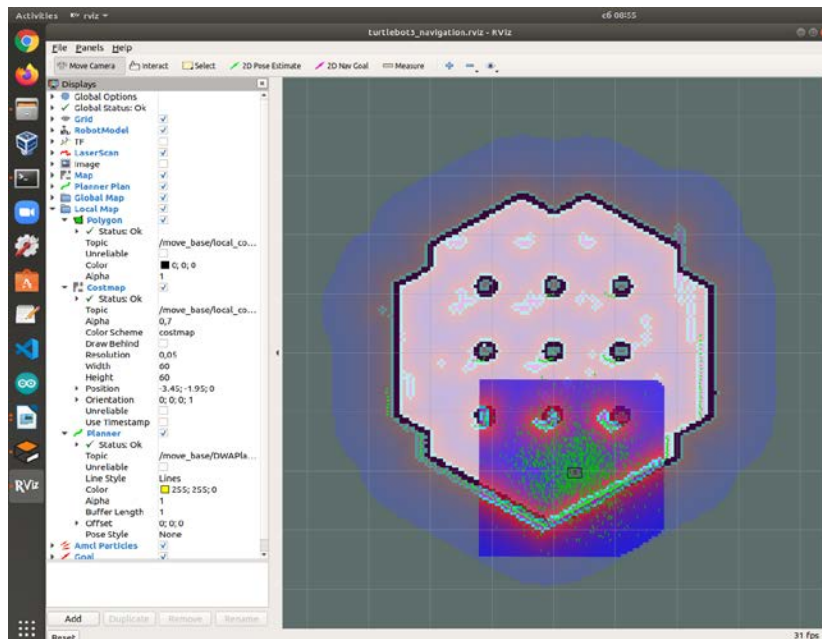 Activities
rviz
сб 00:55
turtlebot3_navigation.rviz - RViz
File Panels Help
Move Camera Interact Select 2D Pose Estimate 2D Nav Goal Measure
Displays
Global Options
Global Status: Ok
Grid
RobotModel
TF
LaserScan
Image
Map
Planner Plan
Global Map
Local Map
Polygon
Status: Ok
Topic /move_base/local_co...
Unreliable
Color 0; 0; 0
Alpha 1
Costmap
Status: Ok
Topic /move_base/local_co...
Alpha 0,7
Color Scheme costmap
Draw Behind
Resolution 0,05
Width 60
Height 60
Position -3.45; -1.95; 0
Orientation 0; 0; 0; 1
Unreliable
Use Timestamp
Planner
Status: Ok
Topic /move_base/DWAPla...
Unreliable
Line Style Lines
Color 255; 255; 0
Alpha 1
Buffer Length 1
Offset 0; 0; 0
Pose Style None
Amcl Particles
Goal
RViz
Add Duplicate Remove Rename
Reset
31 fps